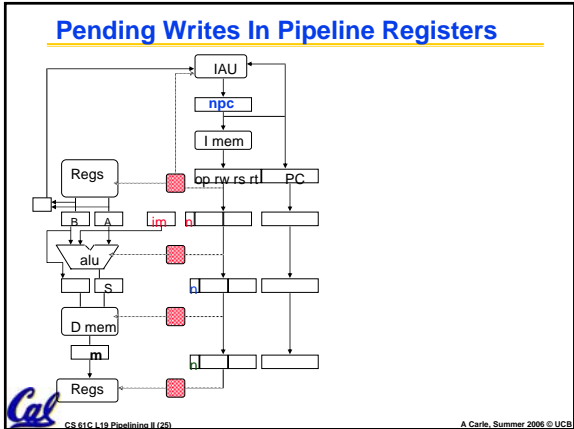 Pending Writes In Pipeline Registers
IAU
npc
I mem
Regs
op rw rs rt
PC
B
A
im
n
alu
S
n
D mem
m
n
Regs
Cal
CS 61C L19 Pipelining II (25)
A Carle, Summer 2006 © UCB